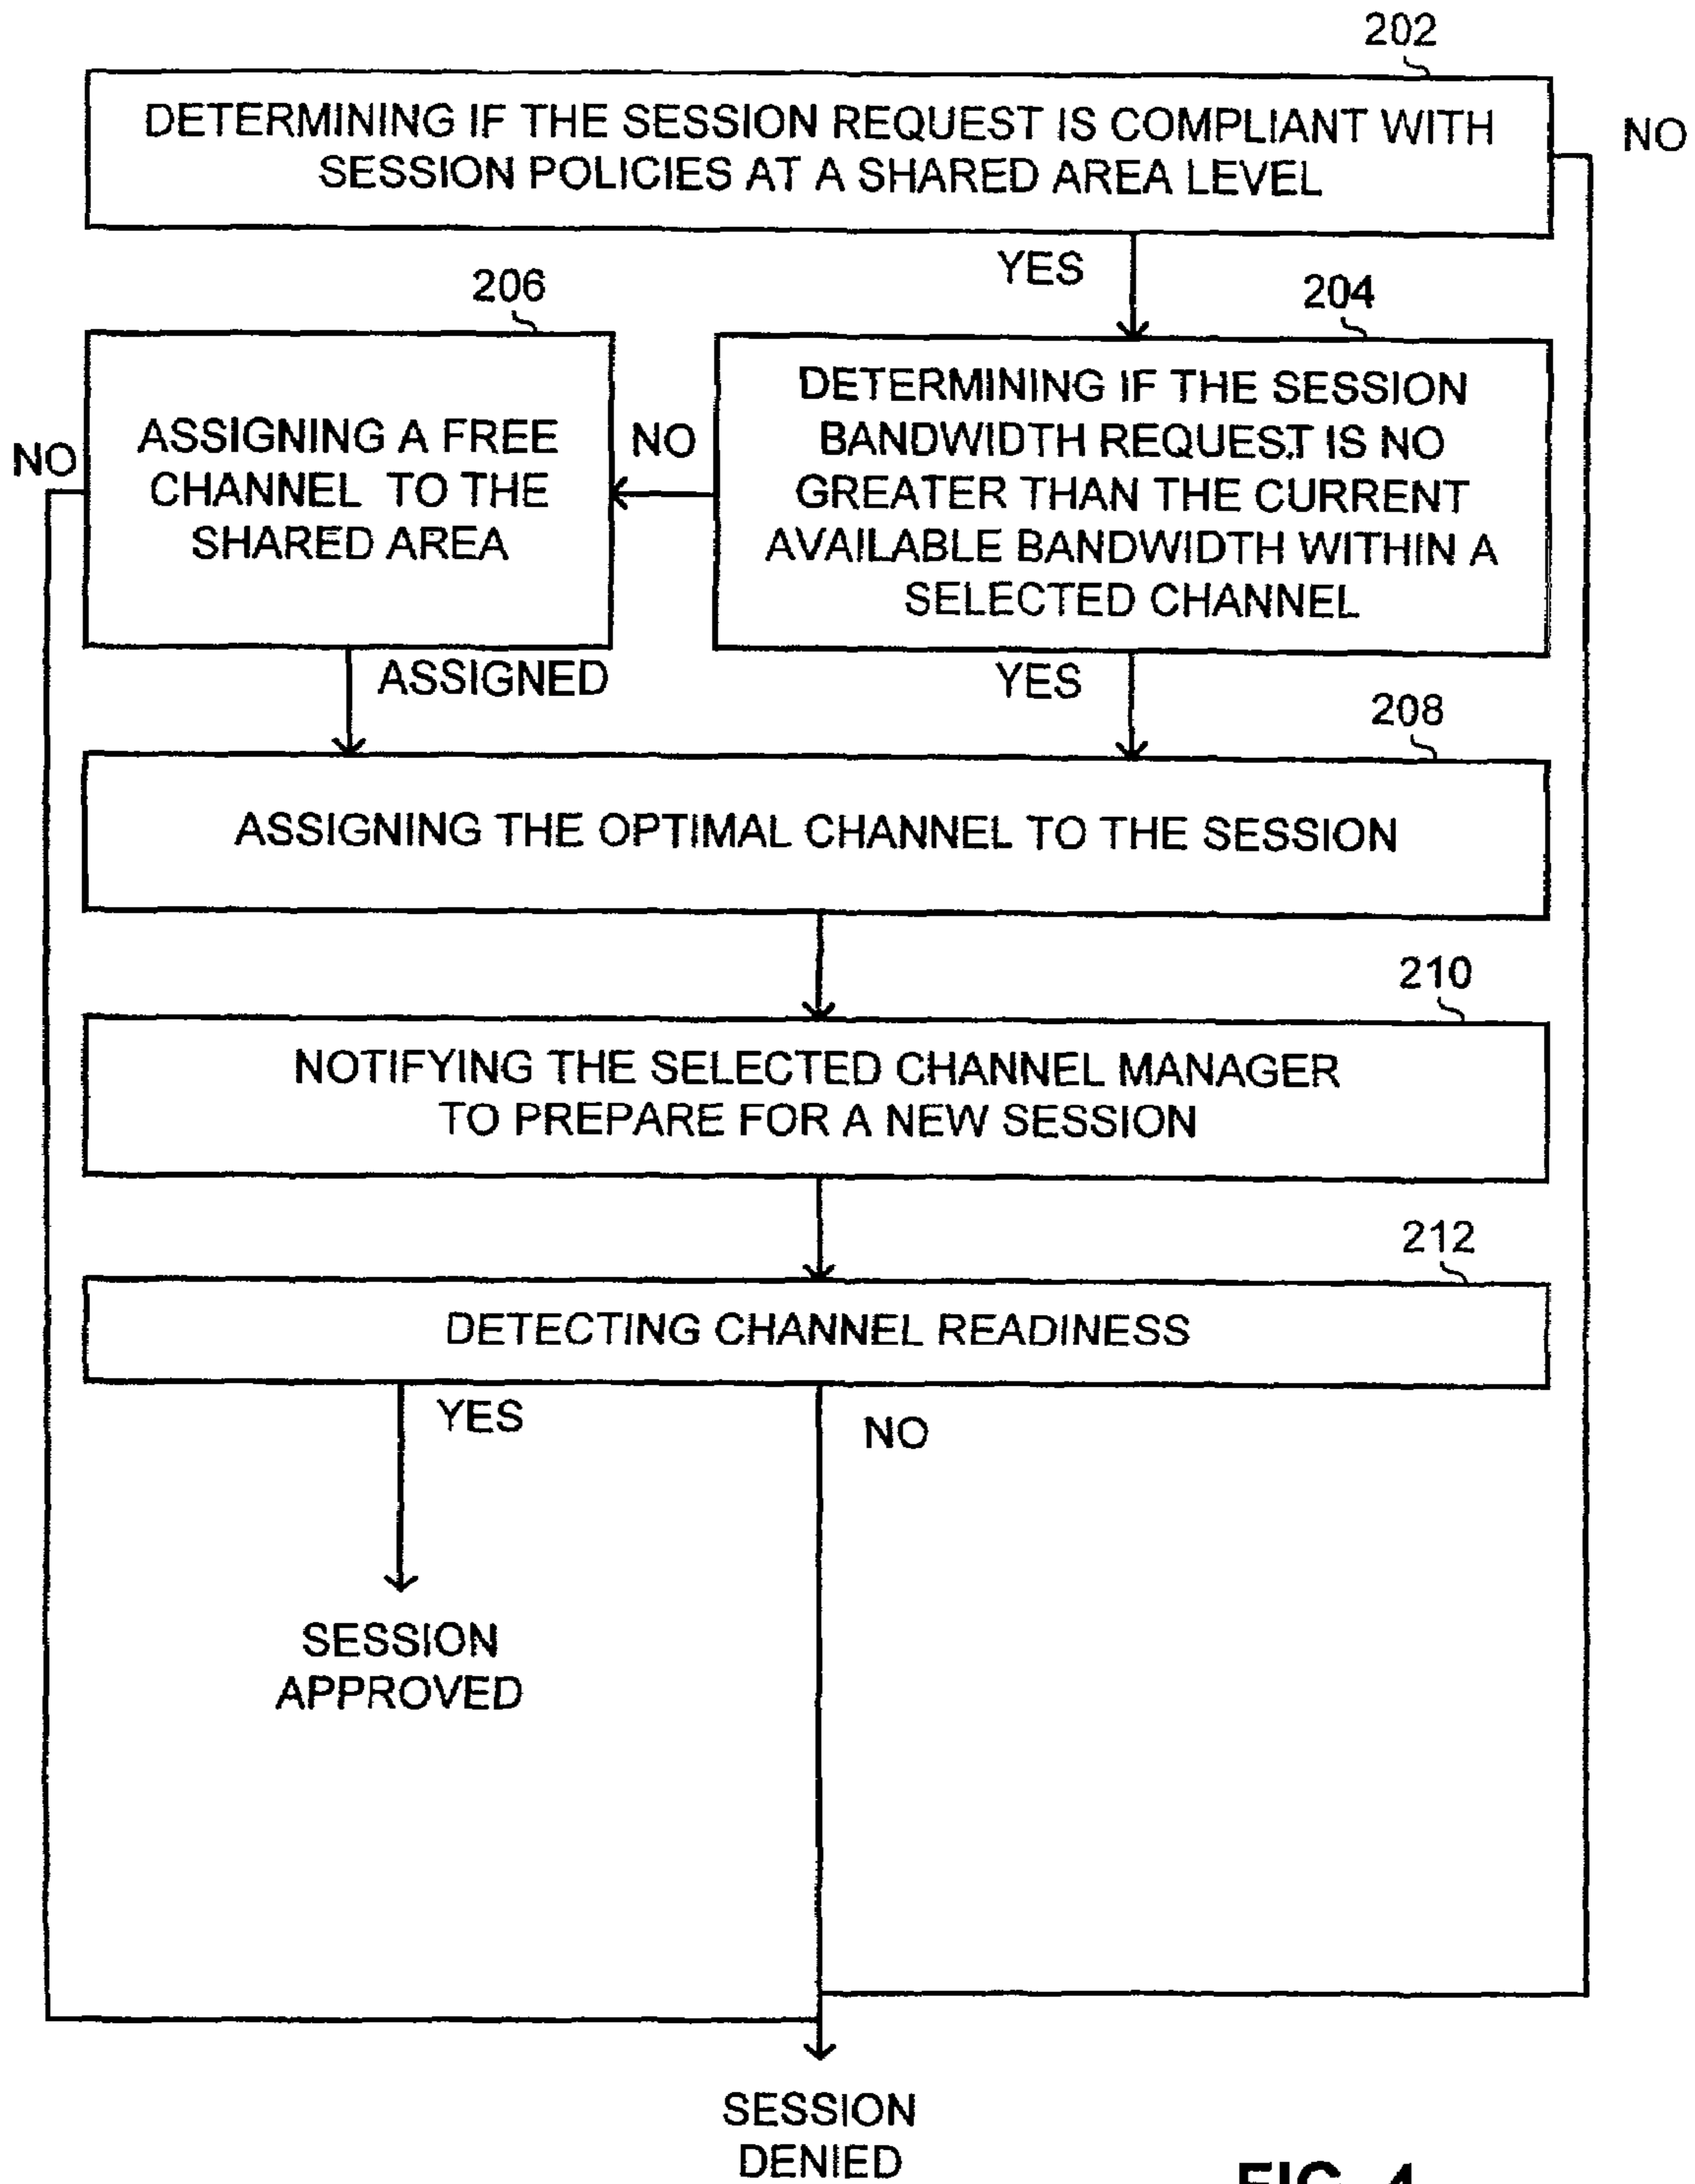 202
DETERMINING IF THE SESSION REQUEST IS COMPLIANT WITH
SESSION POLICIES AT A SHARED AREA LEVEL
NO
YES
206
204
NO
ASSIGNING A FREE
CHANNEL TO THE
SHARED AREA
NO
DETERMINING IF THE SESSION
BANDWIDTH REQUEST IS NO
GREATER THAN THE CURRENT
AVAILABLE BANDWIDTH WITHIN A
SELECTED CHANNEL
ASSIGNED
YES
208
ASSIGNING THE OPTIMAL CHANNEL TO THE SESSION
210
NOTIFYING THE SELECTED CHANNEL MANAGER
TO PREPARE FOR A NEW SESSION
212
DETECTING CHANNEL READINESS
YES
NO
SESSION
APPROVED
SESSION
DENIED
FIG. 4